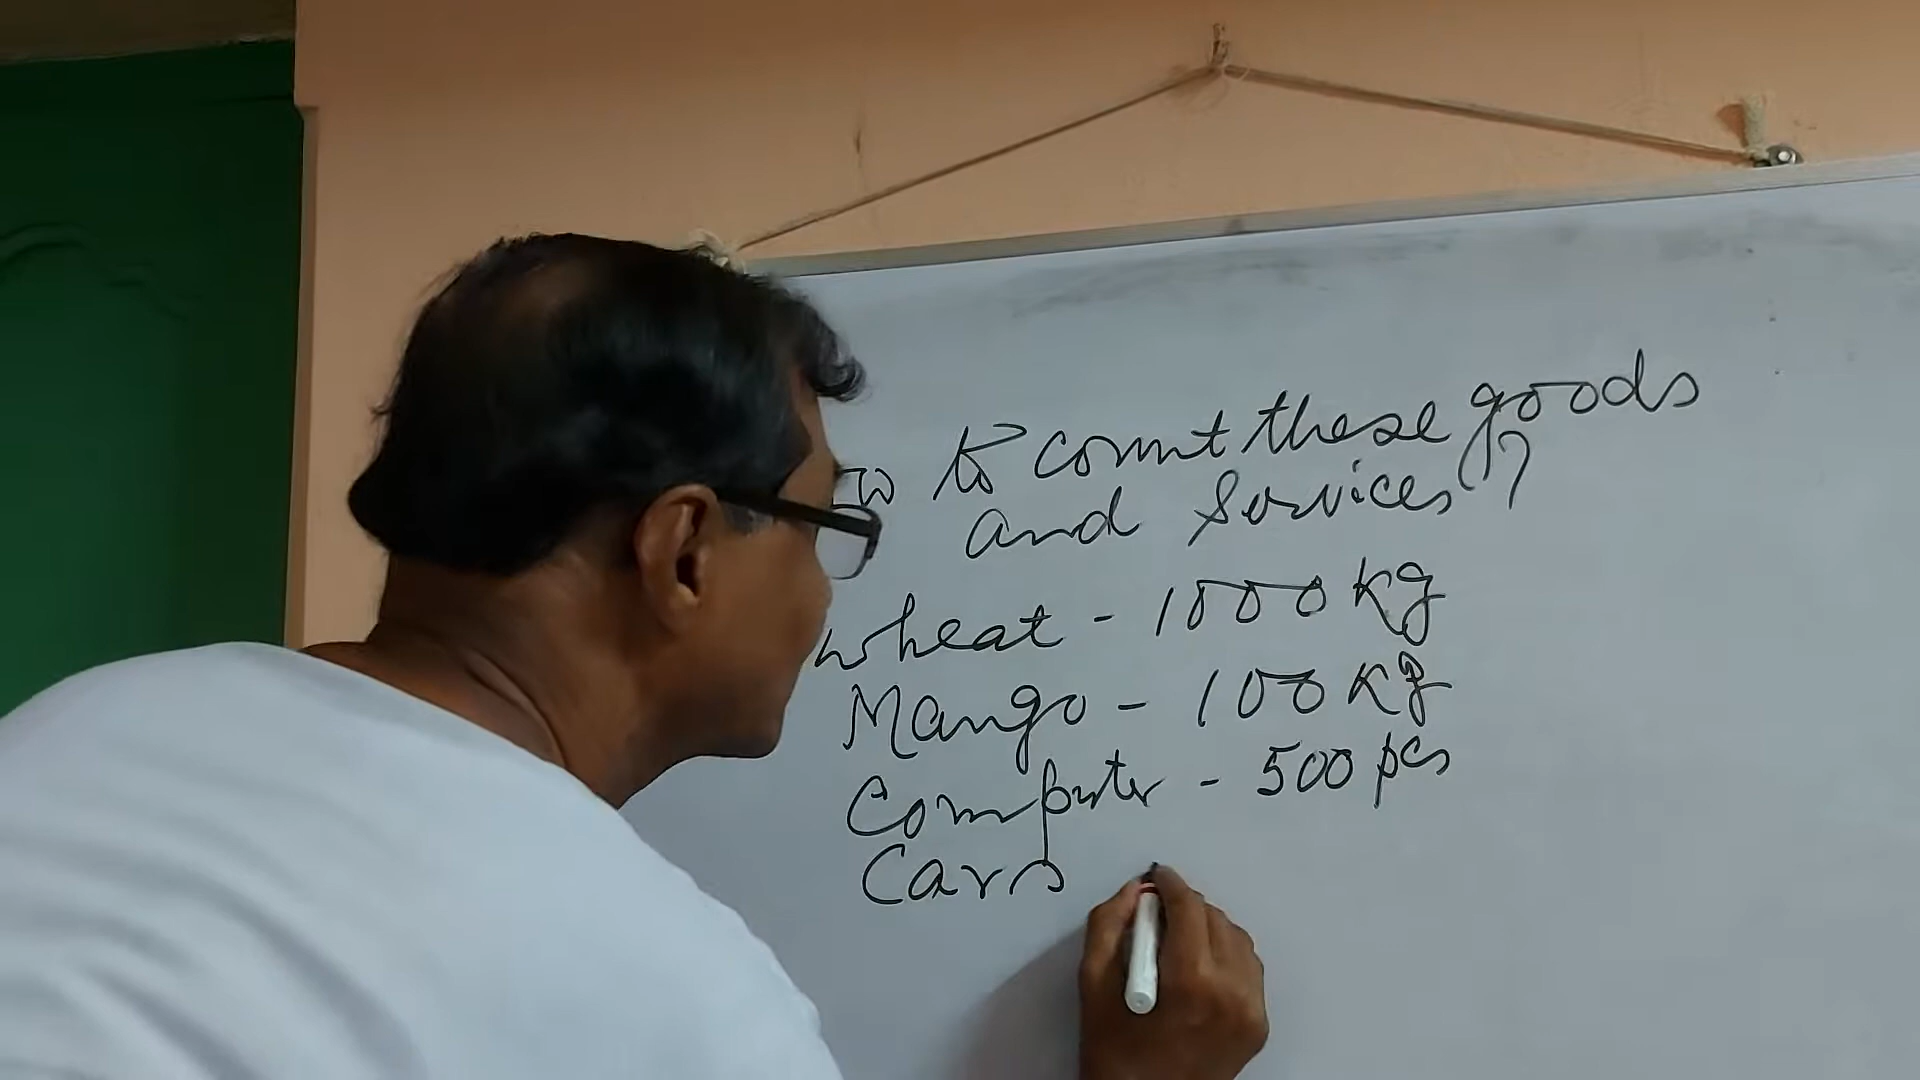 to count these goods
and services?
Wheat - 1000 kg
Mango - 100 kg
Computer - 500 pcs
Cars